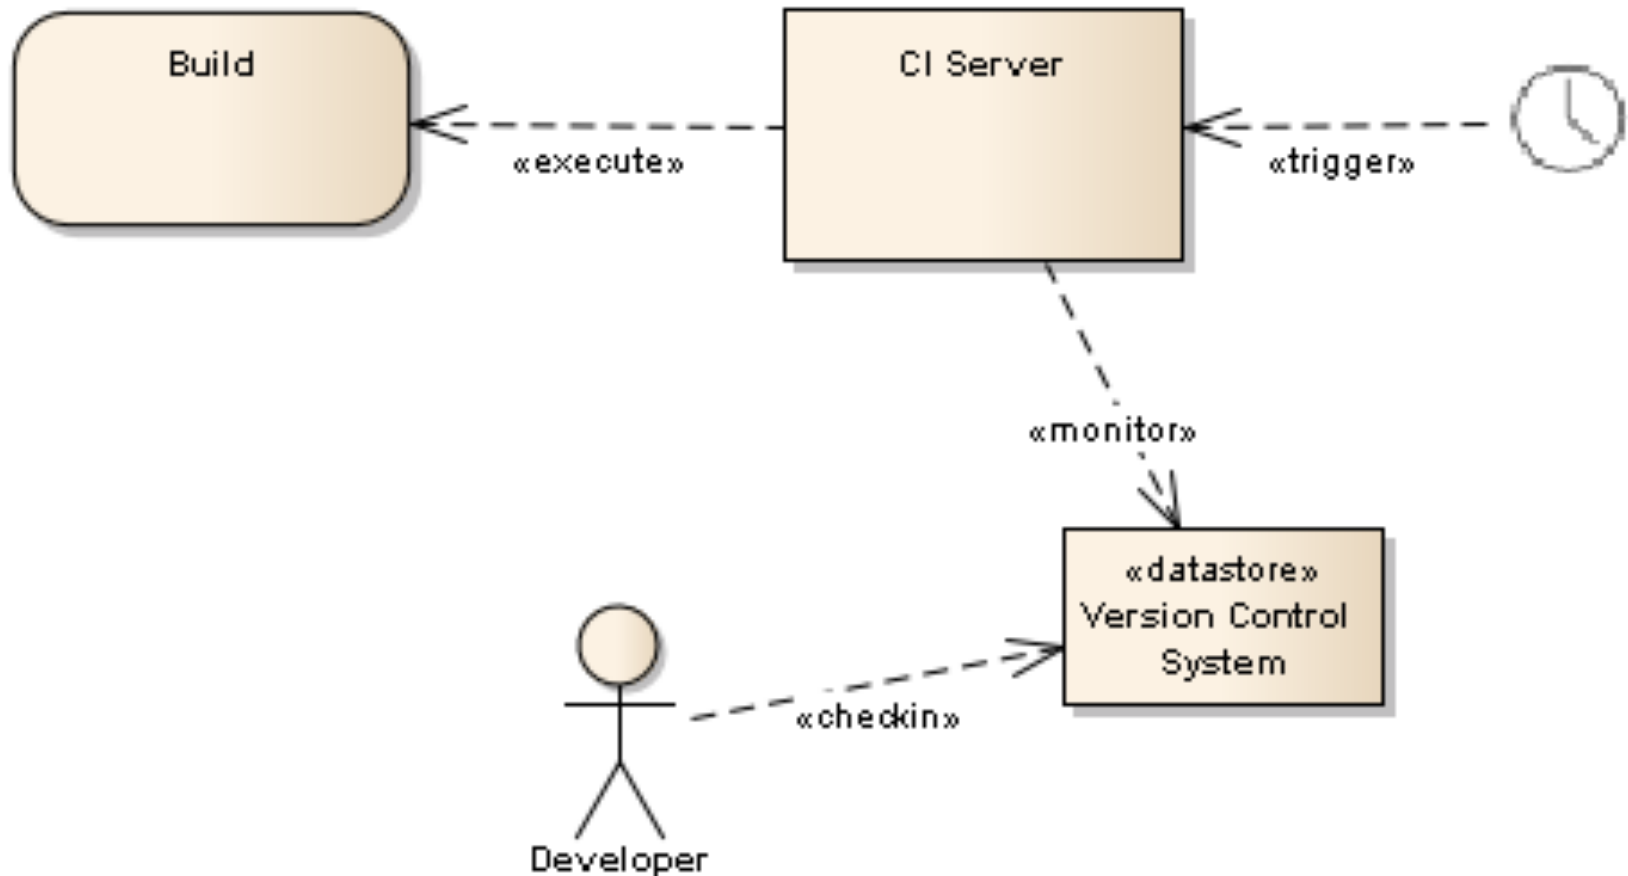 Build
CI Server
«execute»
«trigger»
«monitor»
«datastore»
Version Control
System
«checkin»
Developer